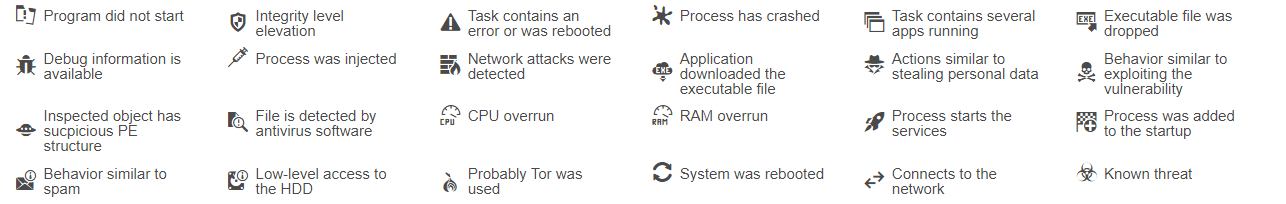 Program did not start
Integrity level
elevation
Task contains an
error or was rebooted
Process has crashed
Task contains several
apps running
EXE
Executable file was
dropped
Debug information is
available
Process was injected
Network attacks were
detected
EXE
Application
downloaded the
executable file
Actions similar to
stealing personal data
Behavior similar to
exploiting the
vulnerability
Inspected object has
sucpicious PE
structure
File is detected by
antivirus software
CPU
CPU overrun
RAM
RAM overrun
Process starts the
services
Process was added
to the startup
Behavior similar to
spam
Low-level access to
the HDD
Probably Tor was
used
System was rebooted
Connects to the
network
Known threat